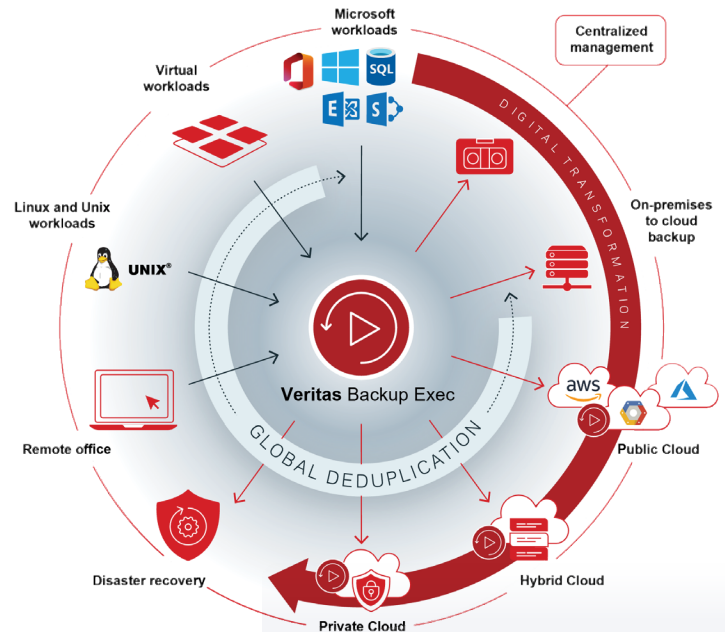 Microsoft
workloads
Centralized
management
Virtual
workloads
SQL
E
S
DIGITAL TRANSFORMATION
Linux and Unix
workloads
On-premises
to cloud
backup
UNIX®
Veritas Backup Exec
aws
GLOBAL DEDUPLICATION
Remote office
Public Cloud
Disaster recovery
Hybrid Cloud
Private Cloud